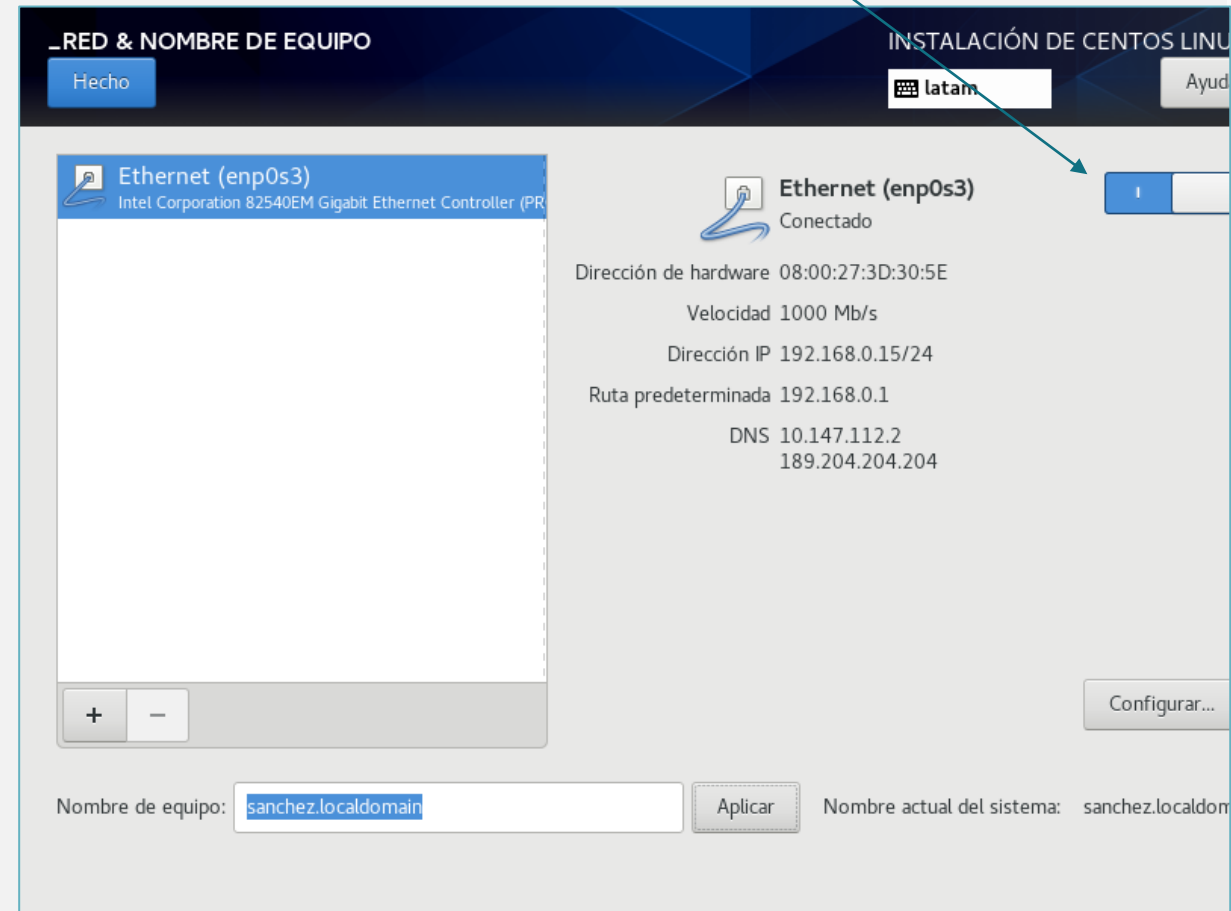 _RED & NOMBRE DE EQUIPO
INSTALACIÓN DE CENTOS LINU
Hecho
latam
Ayud
Ethernet (enp0s3)
Intel Corporation 82540EM Gigabit Ethernet Controller (PR
Ethernet (enp0s3)
Conectado
Dirección de hardware 08:00:27:3D:30:5E
Velocidad 1000 Mb/s
Dirección IP 192.168.0.15/24
Ruta predeterminada 192.168.0.1
DNS 10.147.112.2
189.204.204.204
+ −
Configurar...
Nombre de equipo: sanchez.localdomain Aplicar Nombre actual del sistema: sanchez.localdom